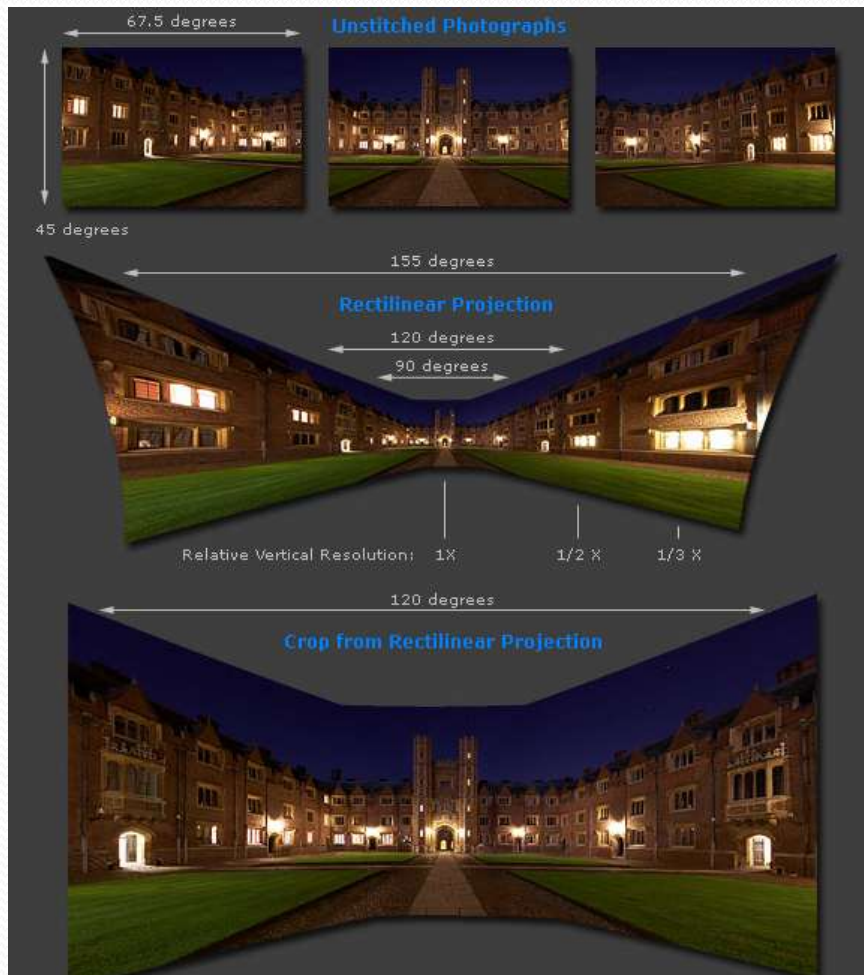 67.5 degrees
Unstitched Photographs
45 degrees
155 degrees
Rectilinear Projection
120 degrees
90 degrees
Relative Vertical Resolution: 1X 1/2 X 1/3 X
120 degrees
Crop from Rectilinear Projection